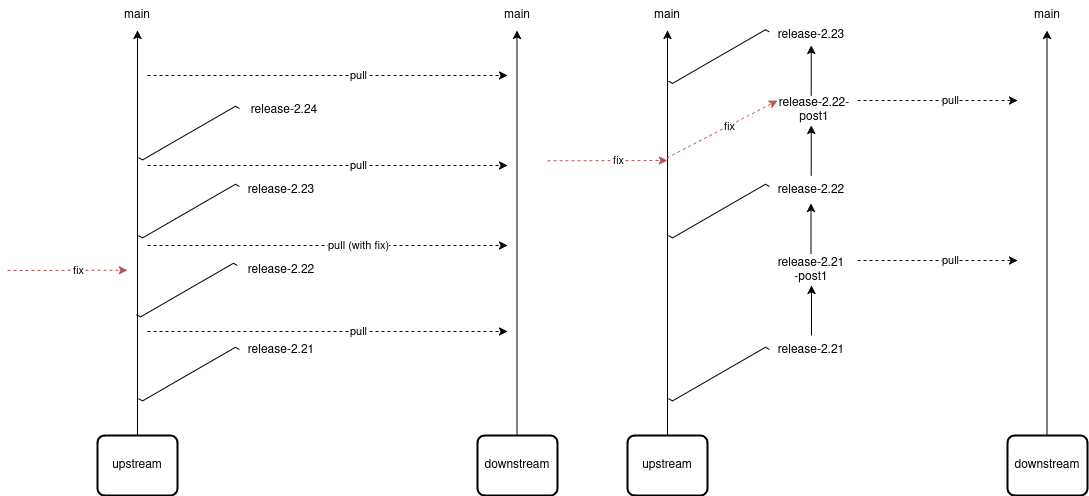 main
main
main
main
release-2.23
pull
release-2.24
release-2.22-
post1
pull
fix
pull
fix
release-2.23
release-2.22
pull (with fix)
fix
release-2.22
release-2.21
-post1
pull
pull
release-2.21
release-2.21
upstream
downstream
upstream
downstream